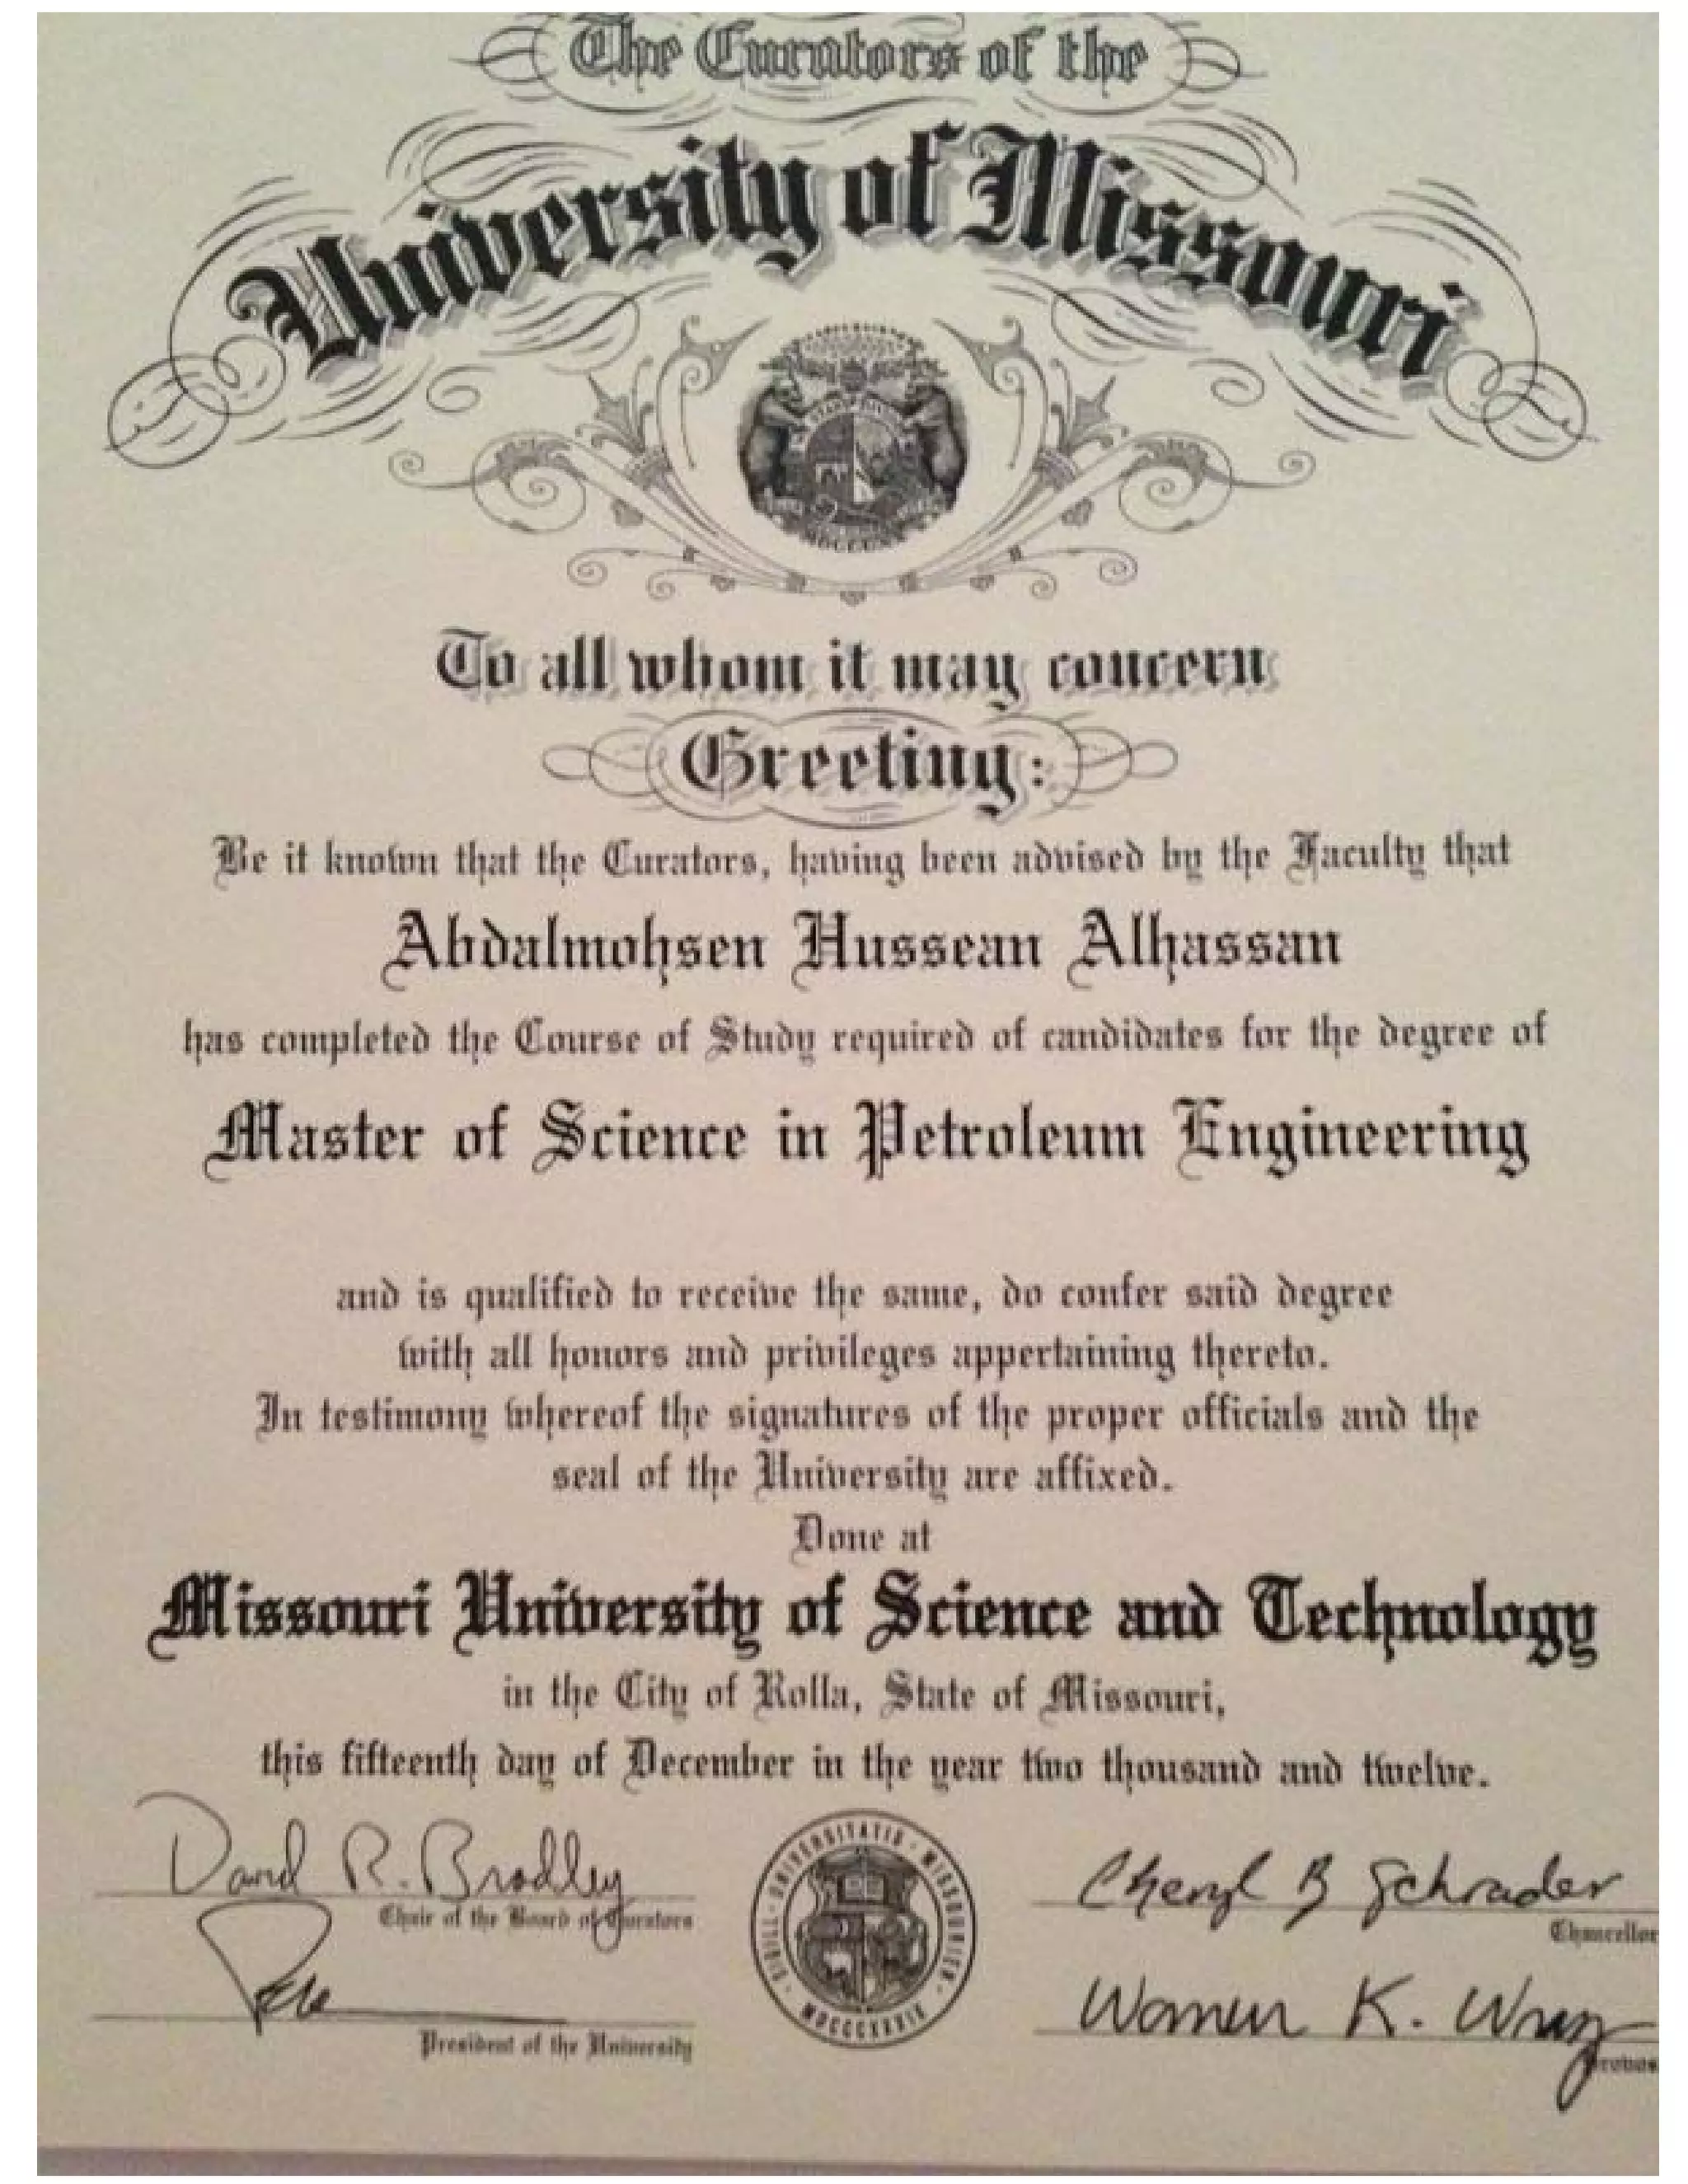 The Curators of the
University of Missouri
To all whom it may concern
Greeting:
Be it known that the Curators, having been advised by the Faculty that
Abdalmohsen Hussean Alhassan
has completed the Course of Study required of candidates for the degree of
Master of Science in Petroleum Engineering
and is qualified to receive the same, do confer said degree
with all honors and privileges appertaining thereto.
In testimony whereof the signatures of the proper officials and the
seal of the University are affixed.
Done at
Missouri University of Science and Technology
in the City of Rolla, State of Missouri,
this fifteenth day of December in the year two thousand and twelve.
David R. Bradley
Chair of the Board of Curators
President of the University
SIGILL · UNIVERSITATIS · MISSOURIEN · MDCCCXXXIX
Cheryl B Schrader
Chancellor
Warren K. Wray